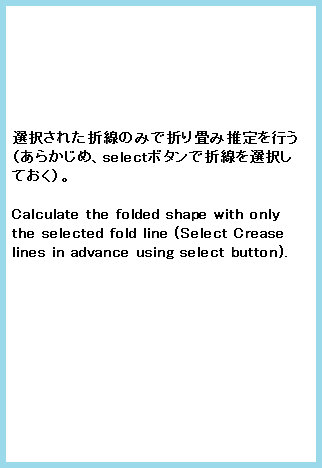 選択された折線のみで折り畳み推定を行う
（あらかじめ、selectボタンで折線を選択し
ておく）。
Calculate the folded shape with only
the selected fold line (Select Crease
lines in advance using select button).